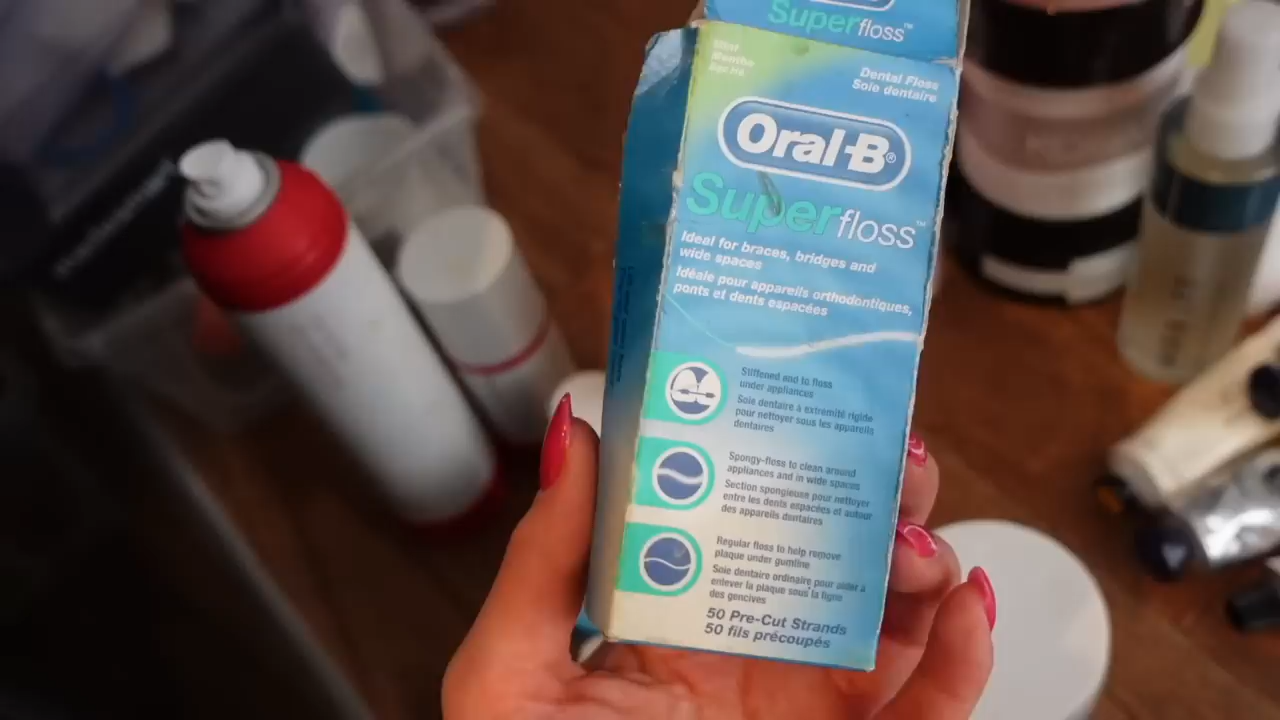 Superfloss™
Mint
Menthe
Dental Floss
Soie dentaire
Oral-B®
Superfloss™
Ideal for braces, bridges and
wide spaces
Idéale pour appareils orthodontiques,
ponts et dents espacées
Stiffened end to floss
under appliances
Soie dentaire à extrémité rigide
pour nettoyer sous les appareils
dentaires
Spongy-floss to clean around
appliances and in wide spaces
Section spongieuse pour nettoyer
entre les dents espacées et autour
des appareils dentaires
Regular floss to help remove
plaque under gumline
Soie dentaire ordinaire pour aider à
enlever la plaque sous la ligne
des gencives
50 Pre-Cut Strands
50 fils précoupés